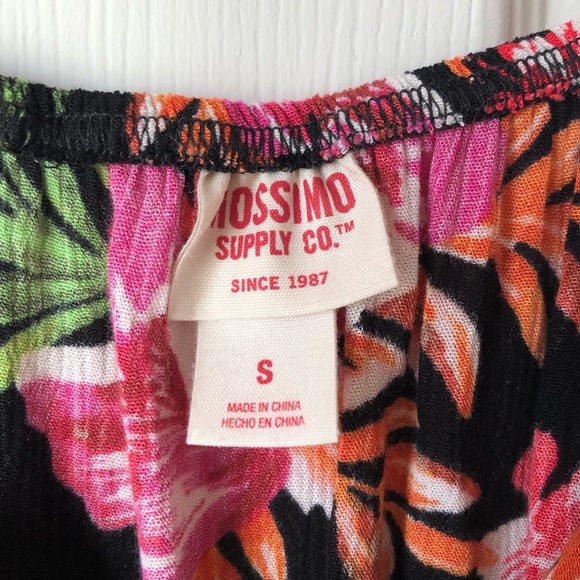 MOSSIMO
SUPPLY CO.™
SINCE 1987
S
MADE IN CHINA
HECHO EN CHINA